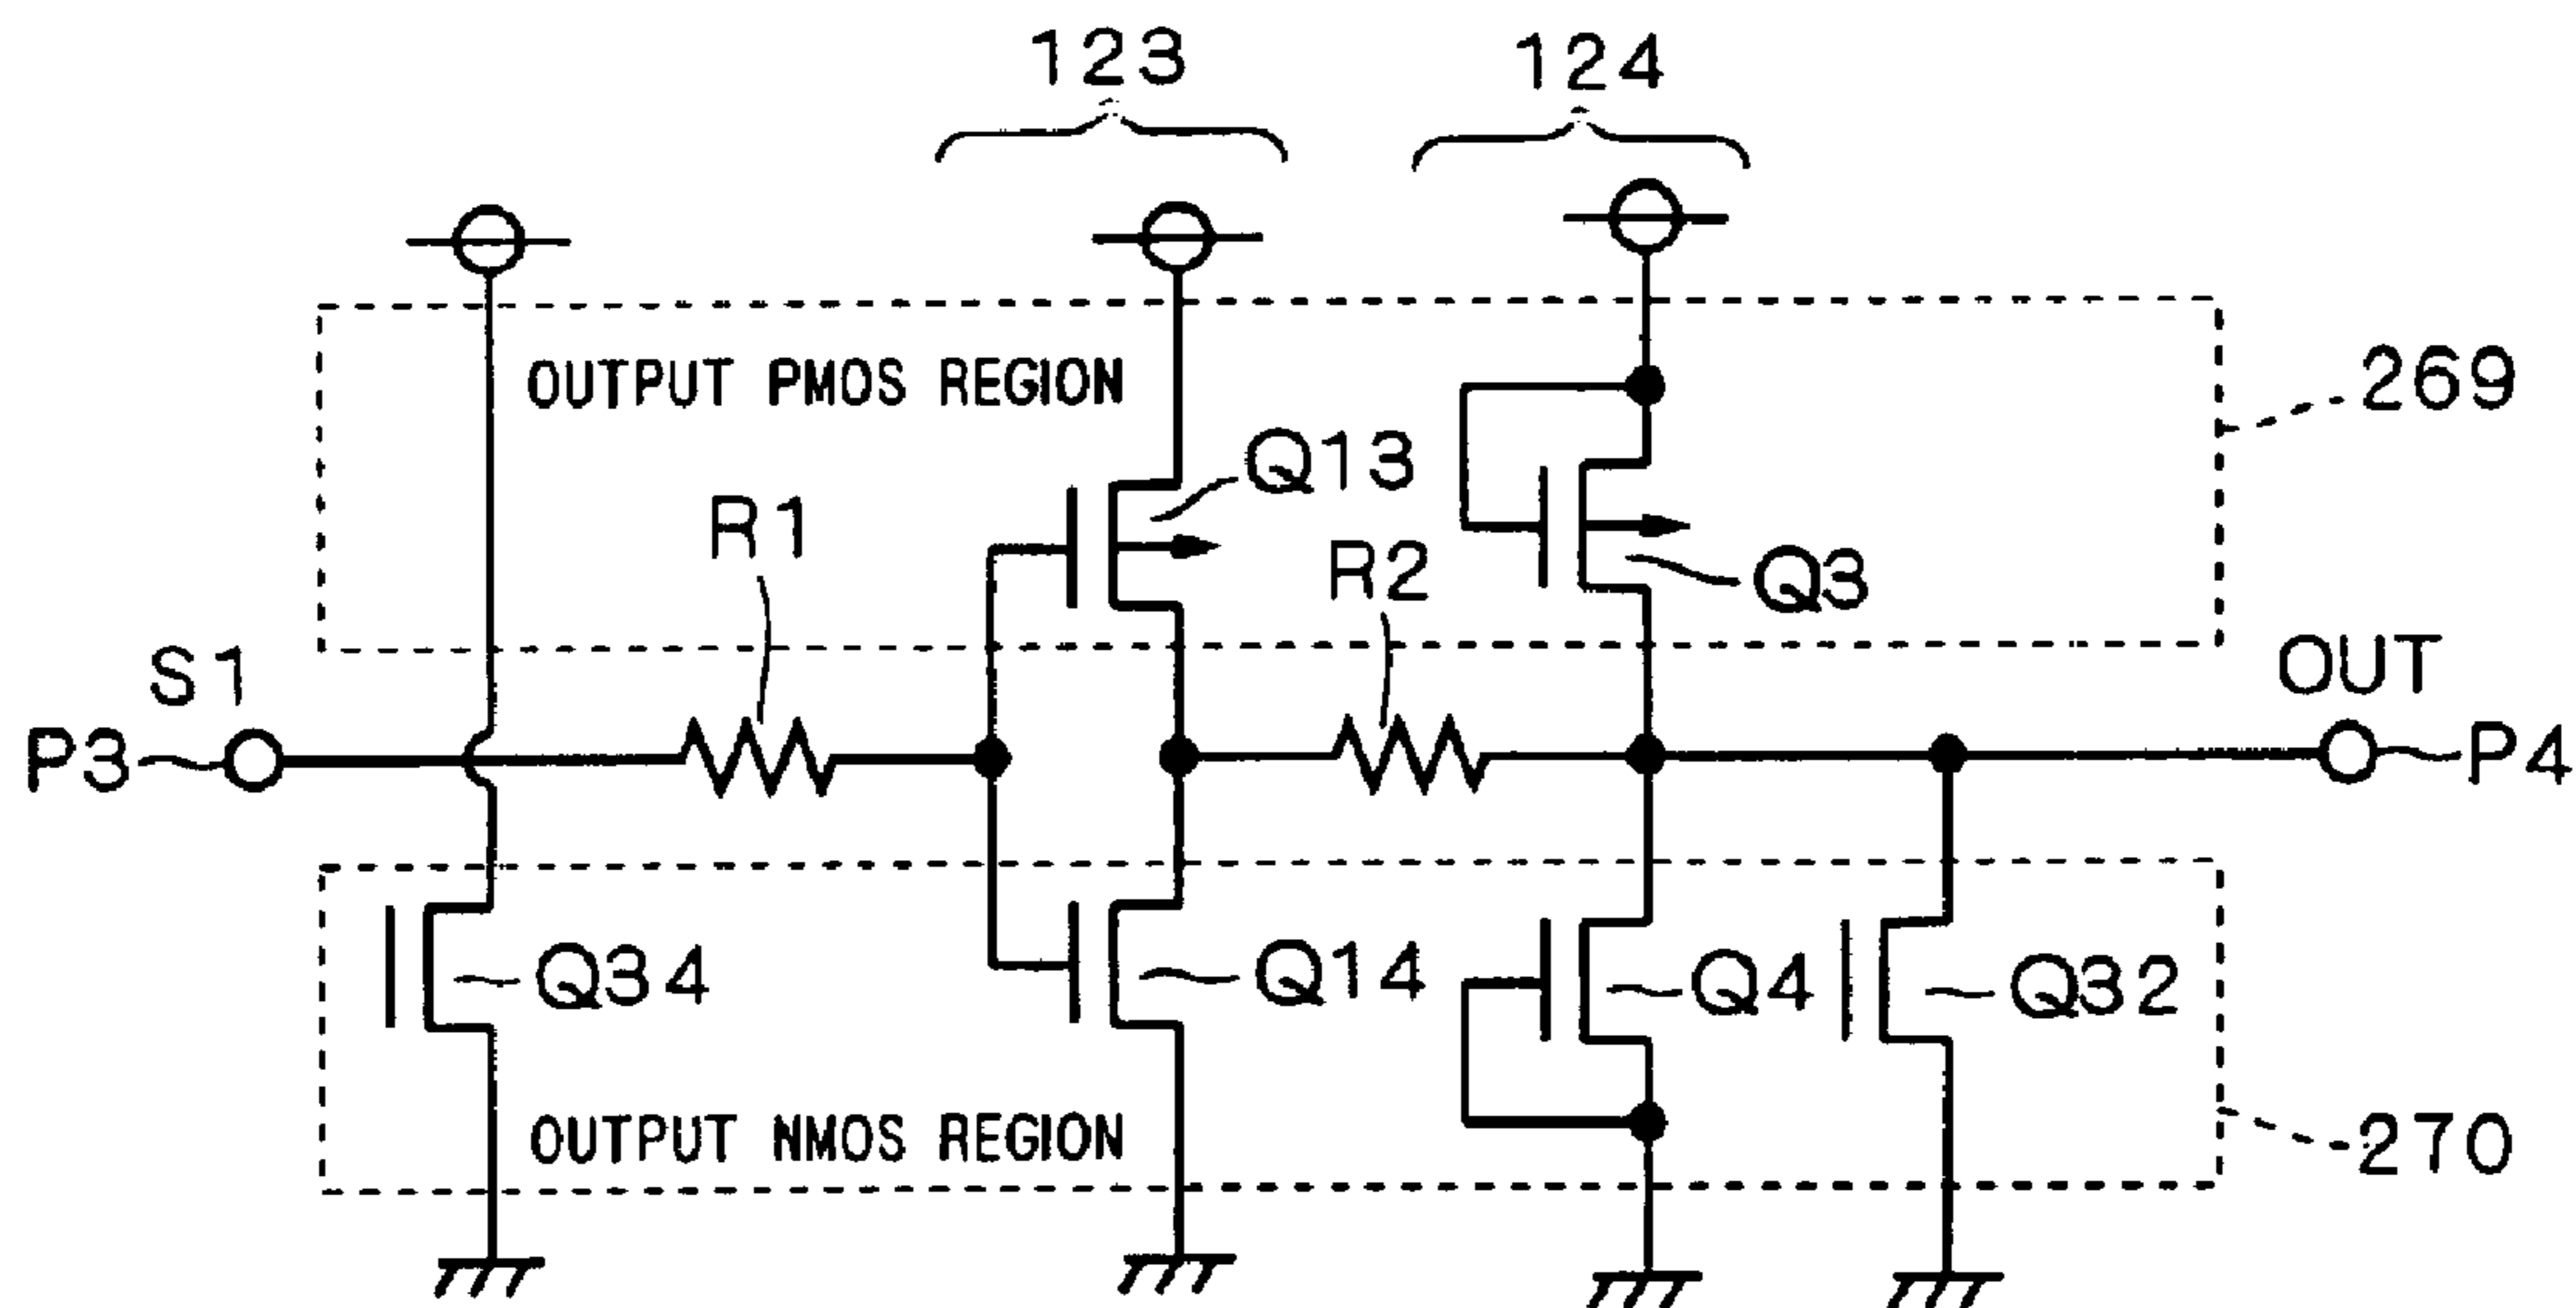 123
124
OUTPUT PMOS REGION
269
Q13
R1
R2
Q3
S1
OUT
P3
P4
Q34
Q14
Q4
Q32
OUTPUT NMOS REGION
270